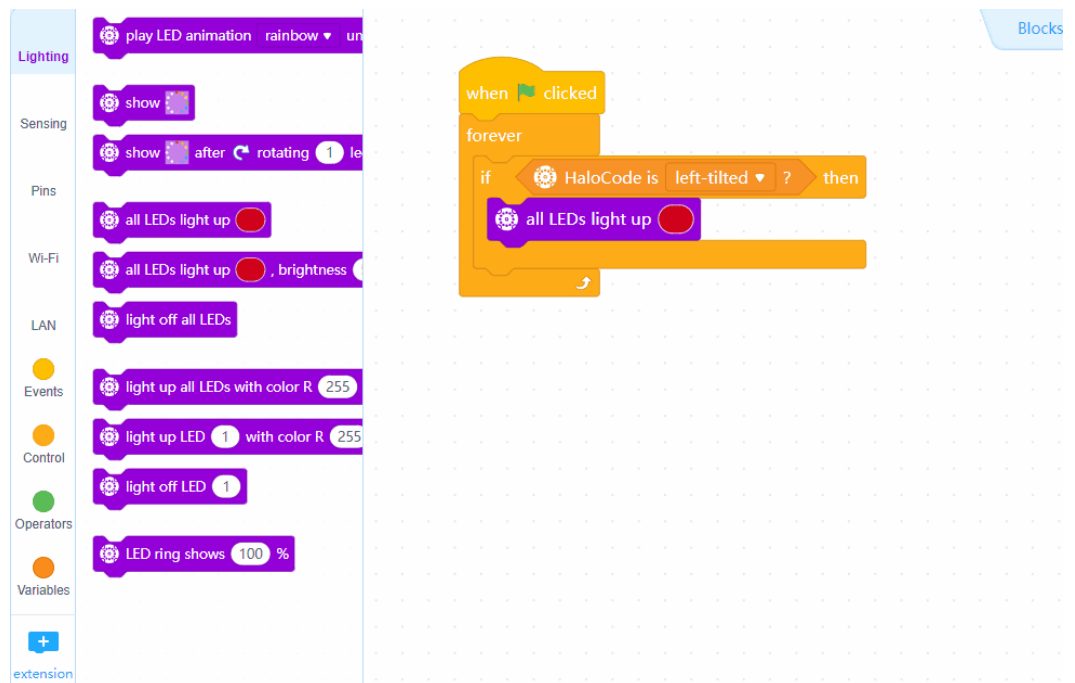 Lighting
Sensing
Pins
Wi-Fi
LAN
Events
Control
Operators
Variables
extension
play LED animation rainbow un
show
show after rotating 1 le
all LEDs light up
all LEDs light up , brightness
light off all LEDs
light up all LEDs with color R 255
light up LED 1 with color R 255
light off LED 1
LED ring shows 100 %
Blocks
when clicked
forever
if HaloCode is left-tilted ? then
all LEDs light up